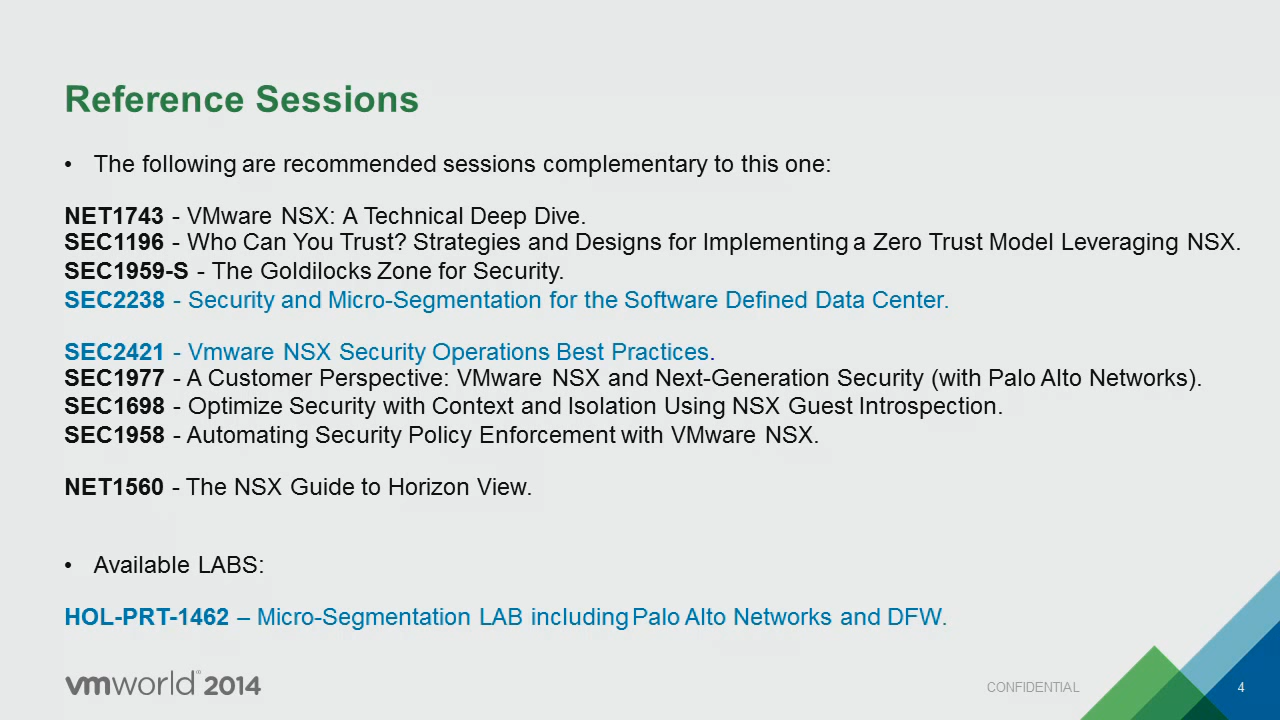 Reference Sessions
• The following are recommended sessions complementary to this one:
NET1743 - VMware NSX: A Technical Deep Dive.
SEC1196 - Who Can You Trust? Strategies and Designs for Implementing a Zero Trust Model Leveraging NSX.
SEC1959-S - The Goldilocks Zone for Security.
SEC2238 - Security and Micro-Segmentation for the Software Defined Data Center.
SEC2421 - Vmware NSX Security Operations Best Practices.
SEC1977 - A Customer Perspective: VMware NSX and Next-Generation Security (with Palo Alto Networks).
SEC1698 - Optimize Security with Context and Isolation Using NSX Guest Introspection.
SEC1958 - Automating Security Policy Enforcement with VMware NSX.
NET1560 - The NSX Guide to Horizon View.
• Available LABS:
HOL-PRT-1462 – Micro-Segmentation LAB including Palo Alto Networks and DFW.
vmworld® 2014
CONFIDENTIAL
4